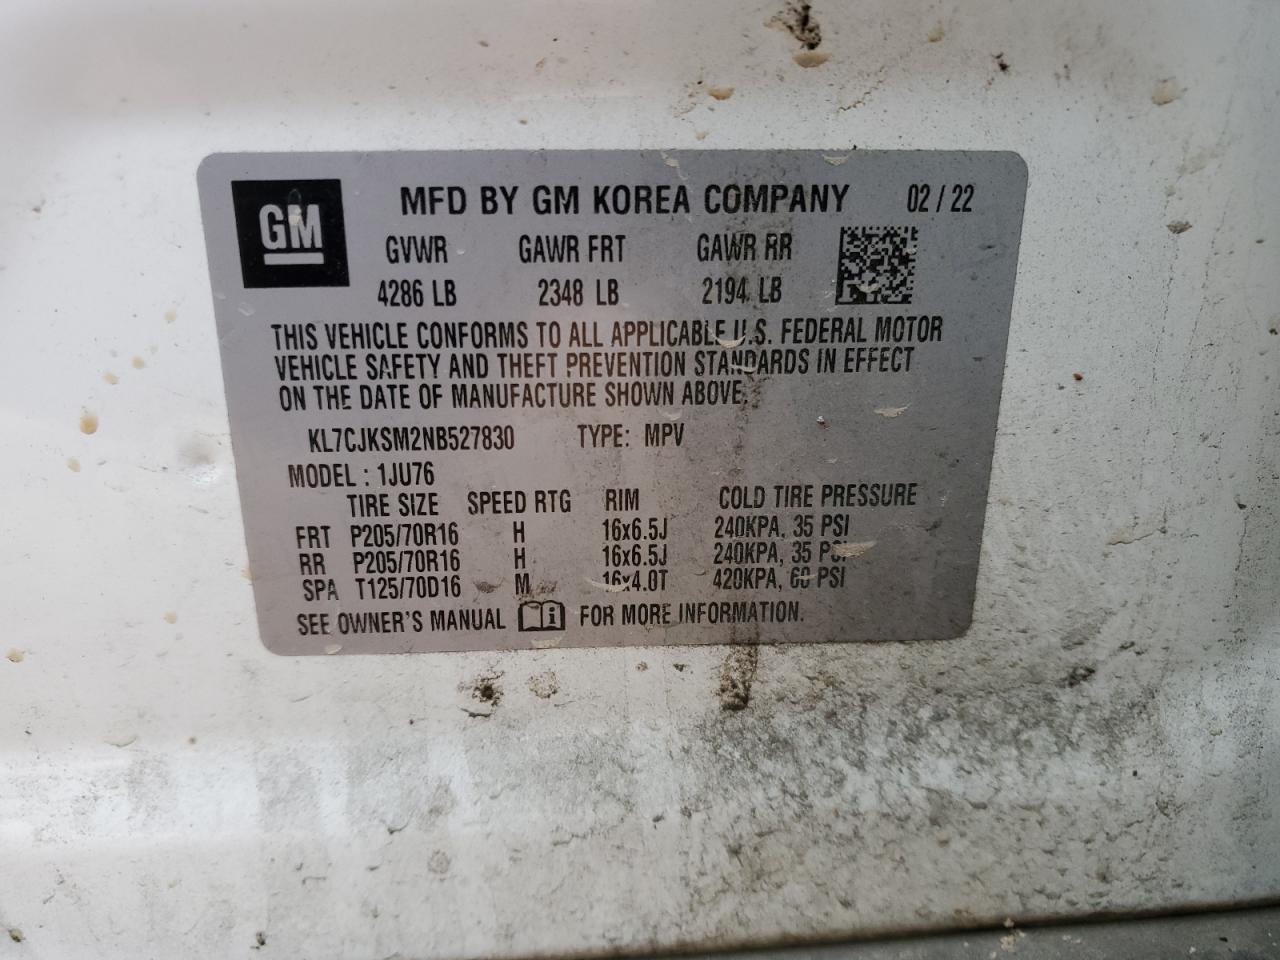 GM MFD BY GM KOREA COMPANY 02 / 22
GVWR GAWR FRT GAWR RR
4286 LB 2348 LB 2194 LB
THIS VEHICLE CONFORMS TO ALL APPLICABLE U.S. FEDERAL MOTOR
VEHICLE SAFETY AND THEFT PREVENTION STANDARDS IN EFFECT
ON THE DATE OF MANUFACTURE SHOWN ABOVE.
KL7CJKSM2NB527830 TYPE: MPV
MODEL : 1JU76
TIRE SIZE SPEED RTG RIM COLD TIRE PRESSURE
FRT P205/70R16 H 16x6.5J 240KPA, 35 PSI
RR P205/70R16 H 16x6.5J 240KPA, 35 PSI
SPA T125/70D16 M 16x4.0T 420KPA, 60 PSI
SEE OWNER'S MANUAL FOR MORE INFORMATION.